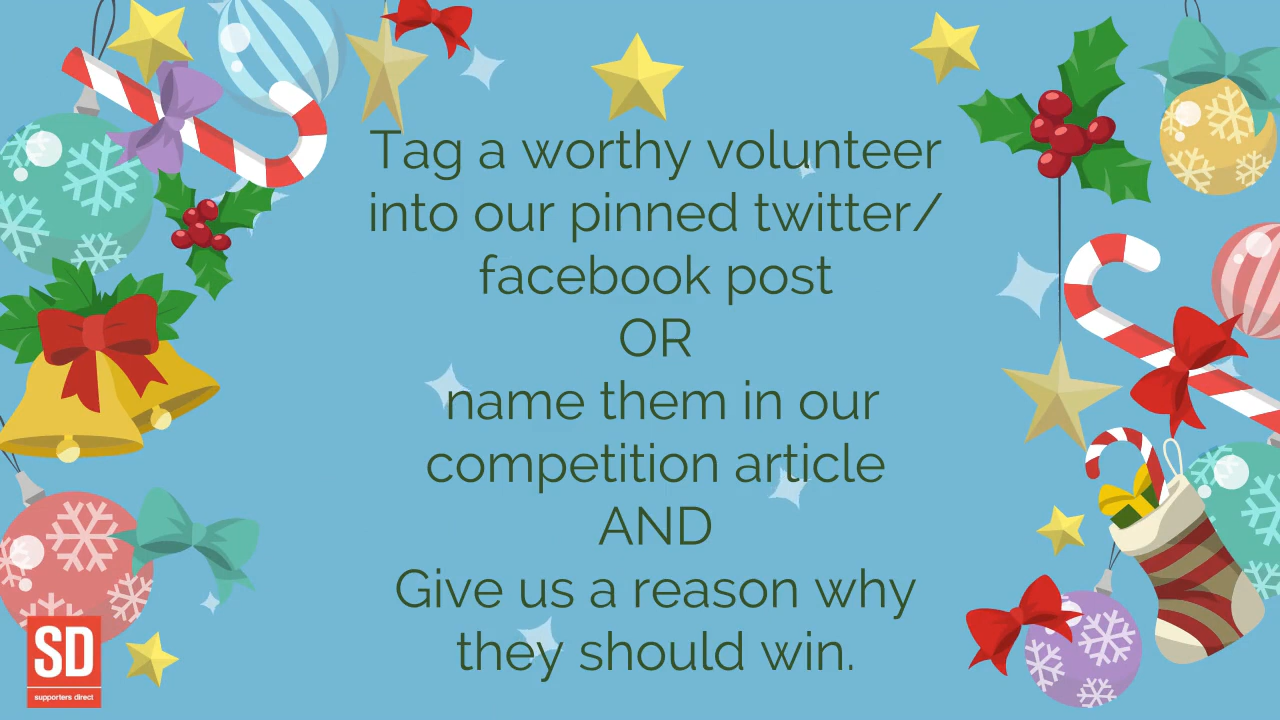 Tag a worthy volunteer
into our pinned twitter/
facebook post
OR
name them in our
competition article
AND
Give us a reason why
they should win.
SD
supporters direct